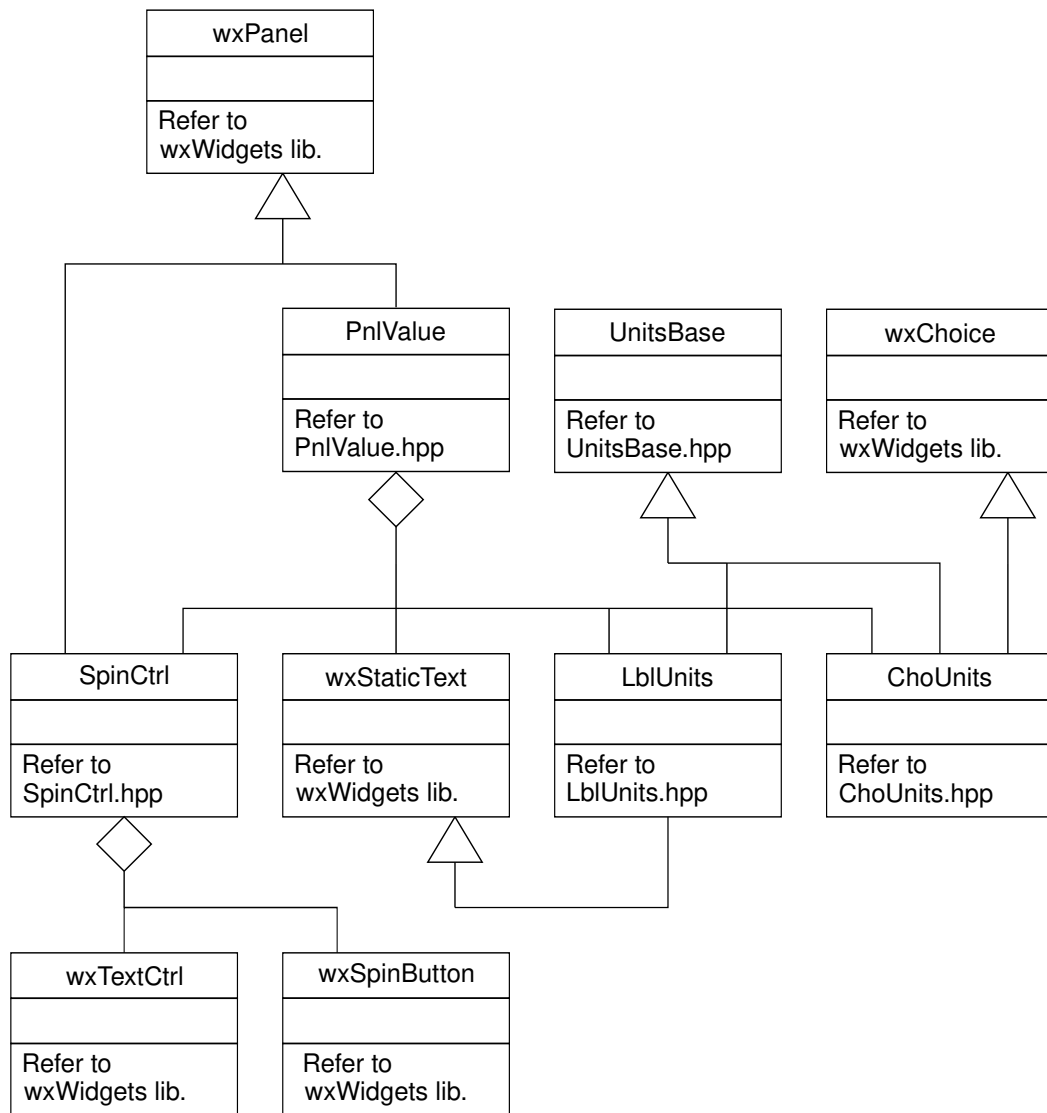 wxPanel
Refer to
wxWidgets lib.
PnlValue
Refer to
PnlValue.hpp
UnitsBase
Refer to
UnitsBase.hpp
wxChoice
Refer to
wxWidgets lib.
SpinCtrl
Refer to
SpinCtrl.hpp
wxStaticText
Refer to
wxWidgets lib.
LblUnits
Refer to
LblUnits.hpp
ChoUnits
Refer to
ChoUnits.hpp
wxTextCtrl
Refer to
wxWidgets lib.
wxSpinButton
Refer to
wxWidgets lib.